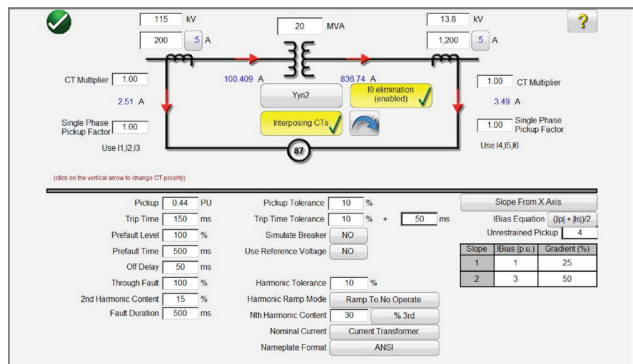 115 kV
20 MVA
13.8 kV
?
200 :5 A
1,200 :5 A
100.409 A
836.74 A
CT Multiplier 1.00
Yyn2
I0 elimination
(enabled)
1.00 CT Multiplier
2.51 A
3.49 A
Single Phase
Pickup Factor 1.00
Interposing CTs
1.00 Single Phase
Pickup Factor
Use I1,I2,I3
Use I4,I5,I6
87
(click on the vertical arrow to change CT polarity)
Pickup 0.44 PU
Pickup Tolerance 10 %
Slope From X Axis
Trip Time 150 ms
Trip Time Tolerance 10 % + 50 ms
IBias Equation (|Ip| + |Is|)/2
Prefault Level 100 %
Simulate Breaker NO
Unrestrained Pickup 4
Prefault Time 500 ms
Use Reference Voltage NO
Slope IBias (p.u.) Gradient (%)
Off Delay 50 ms
1 1 25
Through Fault 100 %
Harmonic Tolerance 10 %
2 3 50
2nd Harmonic Content 15 %
Harmonic Ramp Mode Ramp To No Operate
Fault Duration 500 ms
Nth Harmonic Content 30 % 3rd
Nominal Current Current Transformer
Nameplate Format ANSI